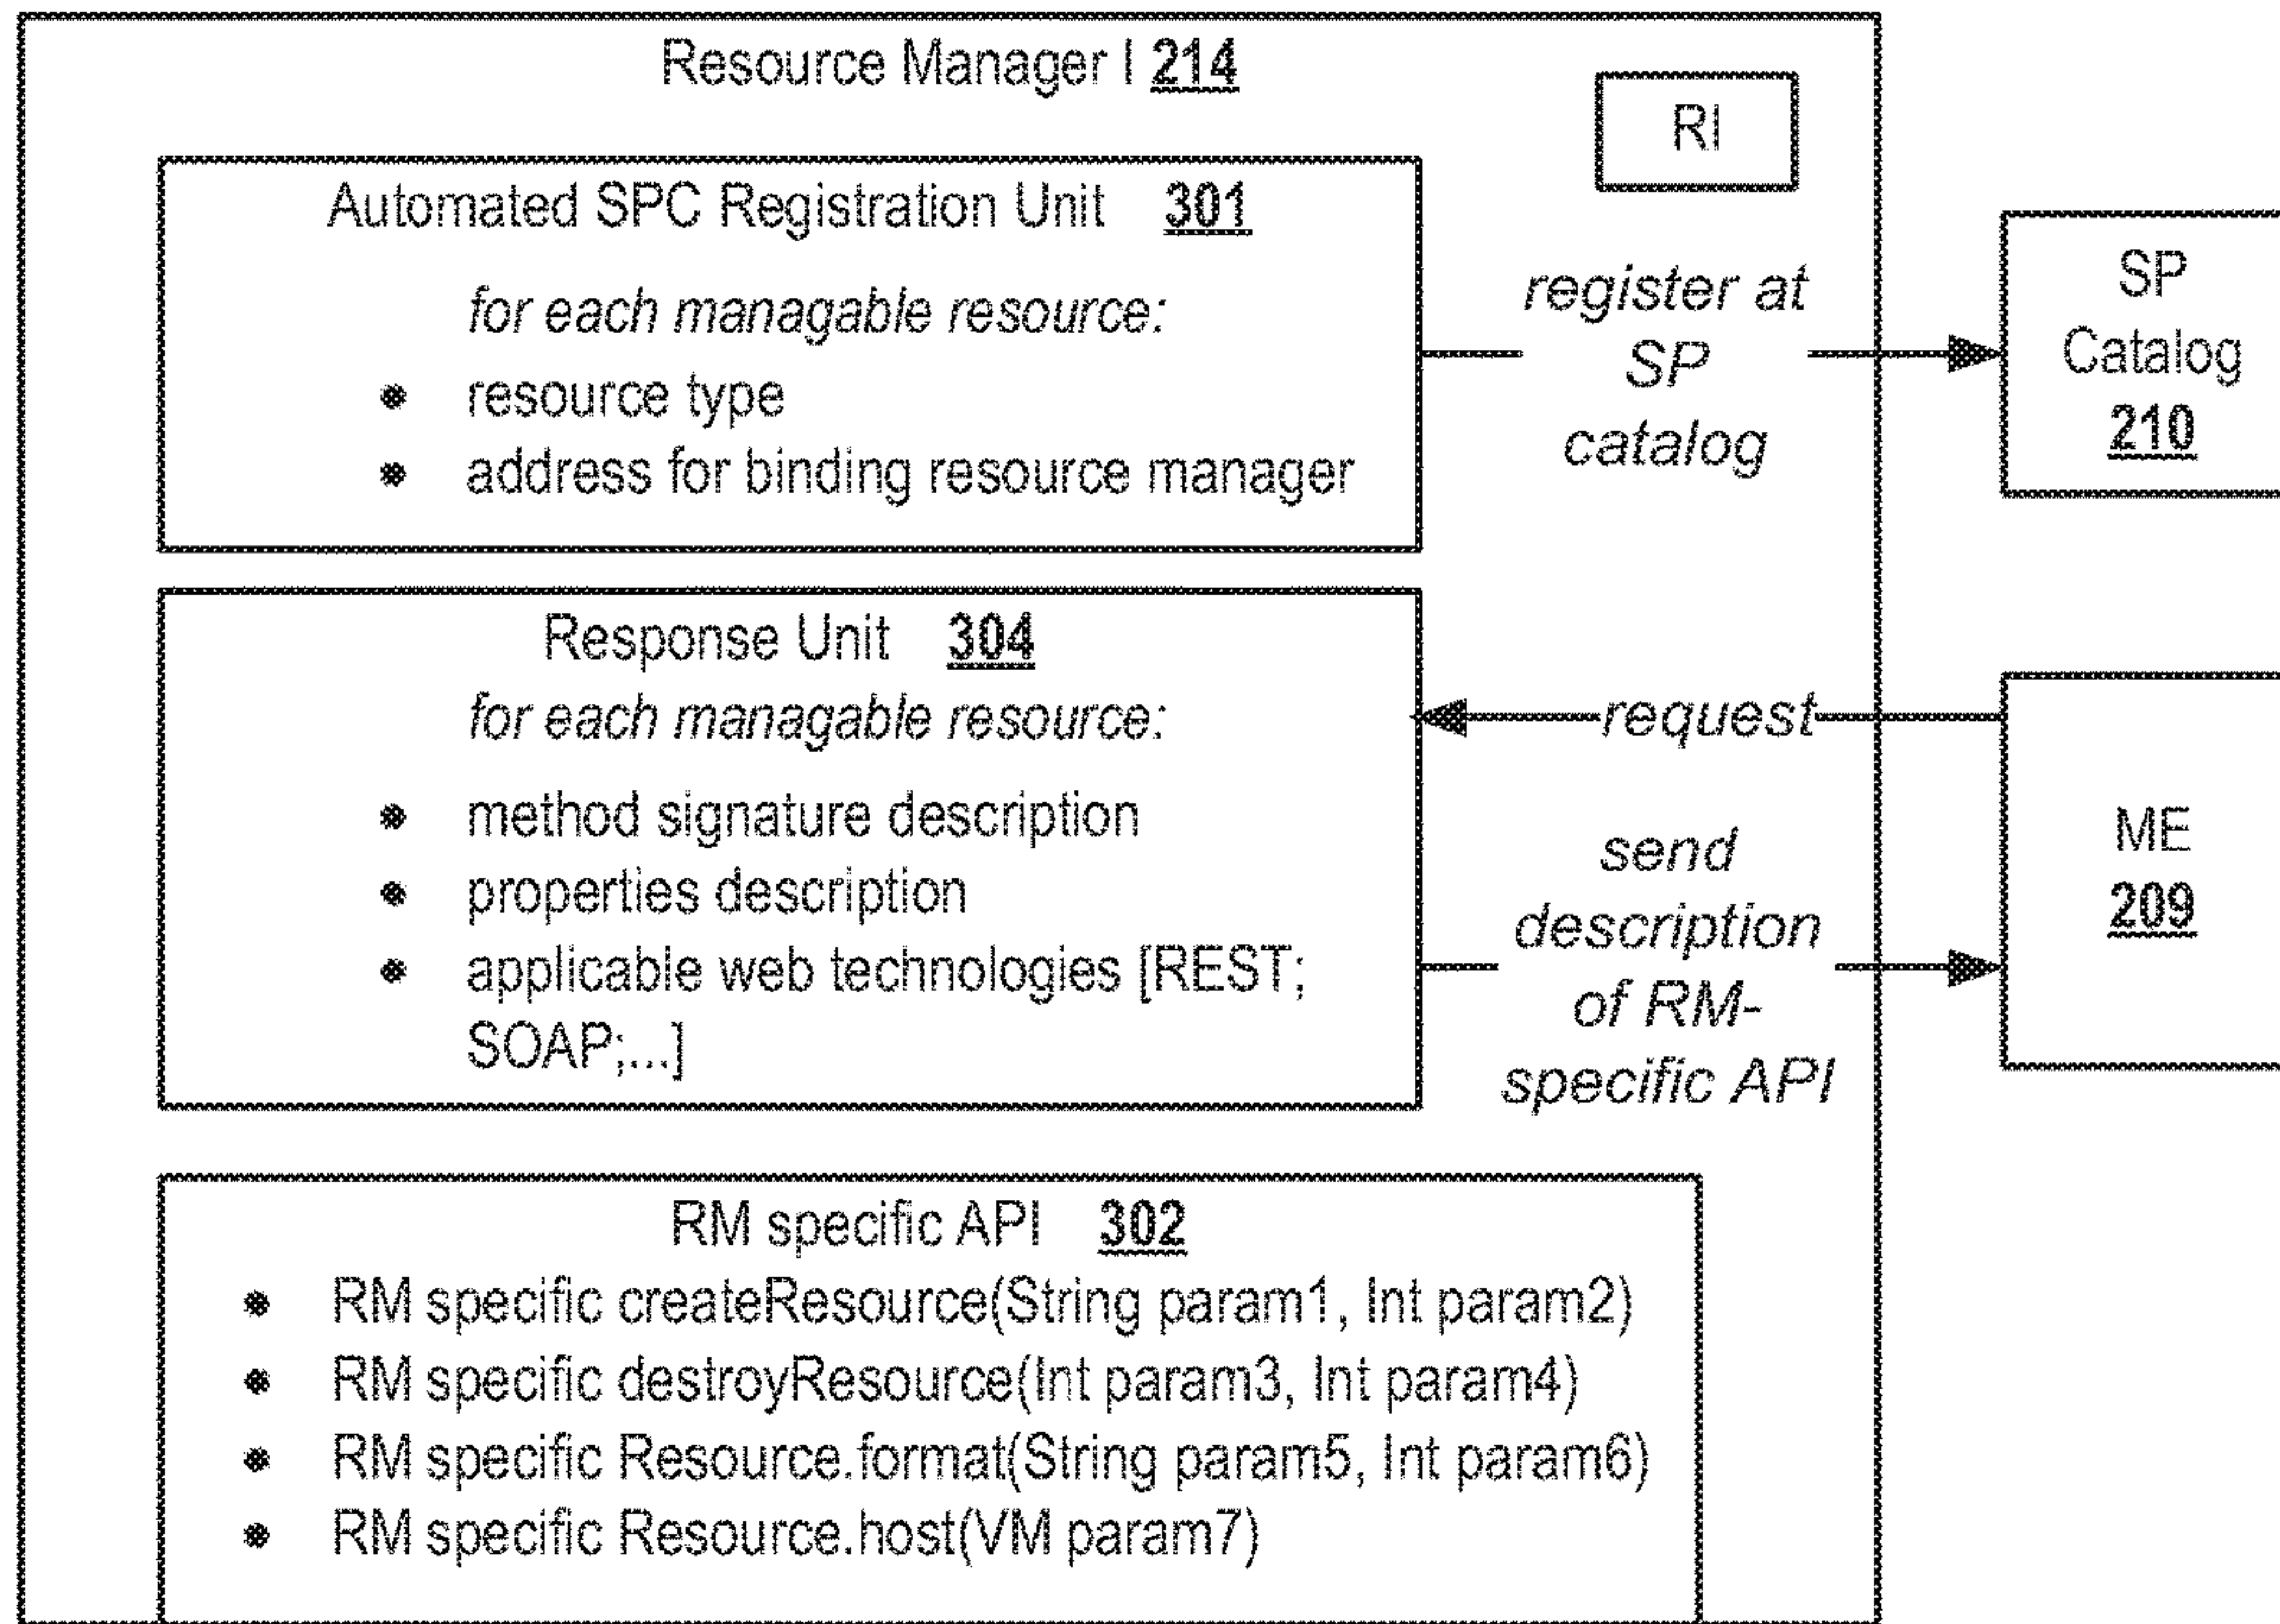 Resource Manager I 214
RI
Automated SPC Registration Unit 301
for each managable resource:
resource type
address for binding resource manager
register at
SP
catalog
SP
Catalog
210
Response Unit 304
for each managable resource:
method signature description
properties description
applicable web technologies [REST;
SOAP;...]
request
send
description
of RM-
specific API
ME
209
RM specific API 302
RM specific createResource(String param1, Int param2)
RM specific destroyResource(Int param3, Int param4)
RM specific Resource.format(String param5, Int param6)
RM specific Resource.host(VM param7)